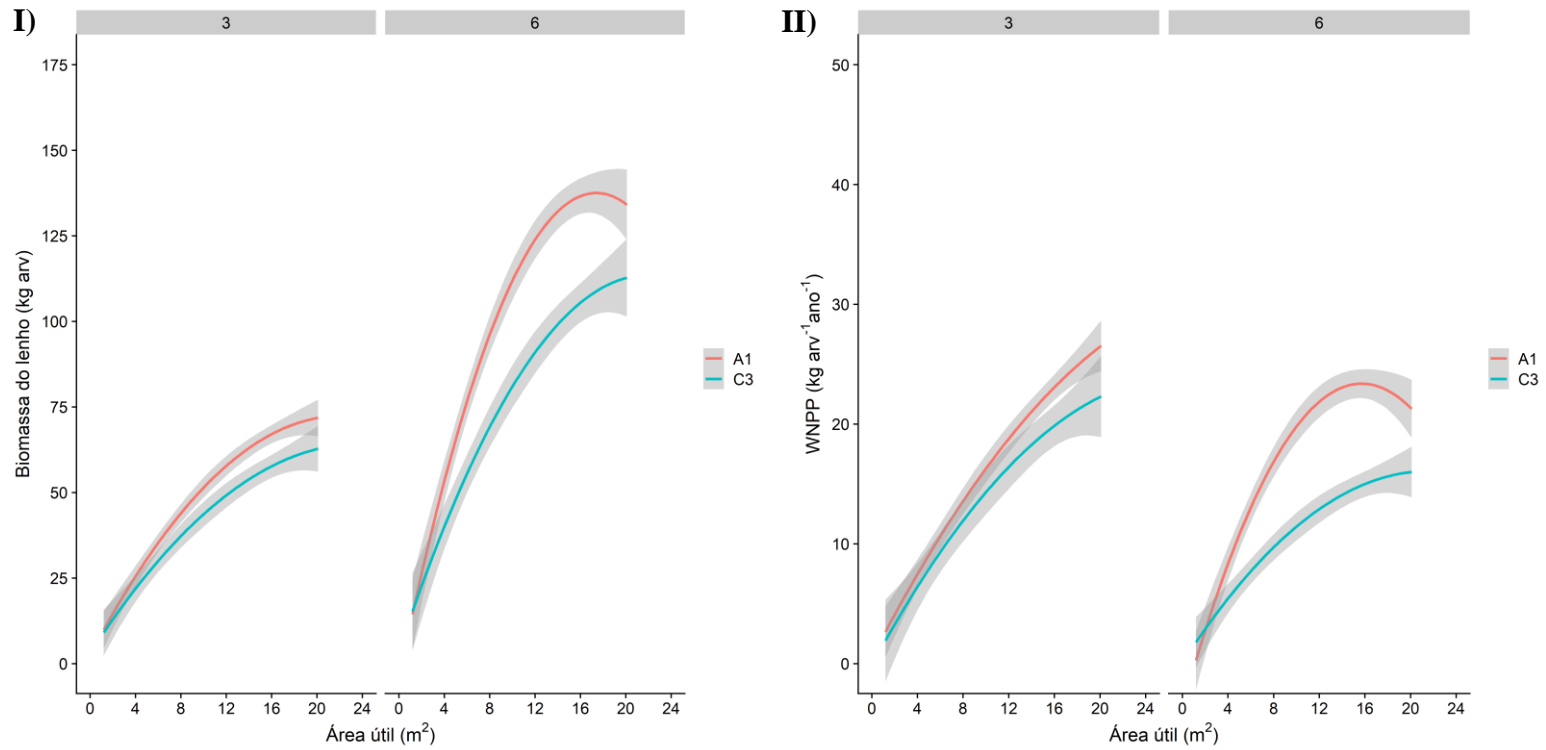 I)
3
6
Biomassa do lenho (kg arv)
175
150
125
100
75
50
25
0
0 4 8 12 16 20 24
0 4 8 12 16 20 24
Área útil (m²)
A1
C3
II)
3
6
WNPP (kg arv⁻¹ano⁻¹)
50
40
30
20
10
0
0 4 8 12 16 20 24
0 4 8 12 16 20 24
Área útil (m²)
A1
C3